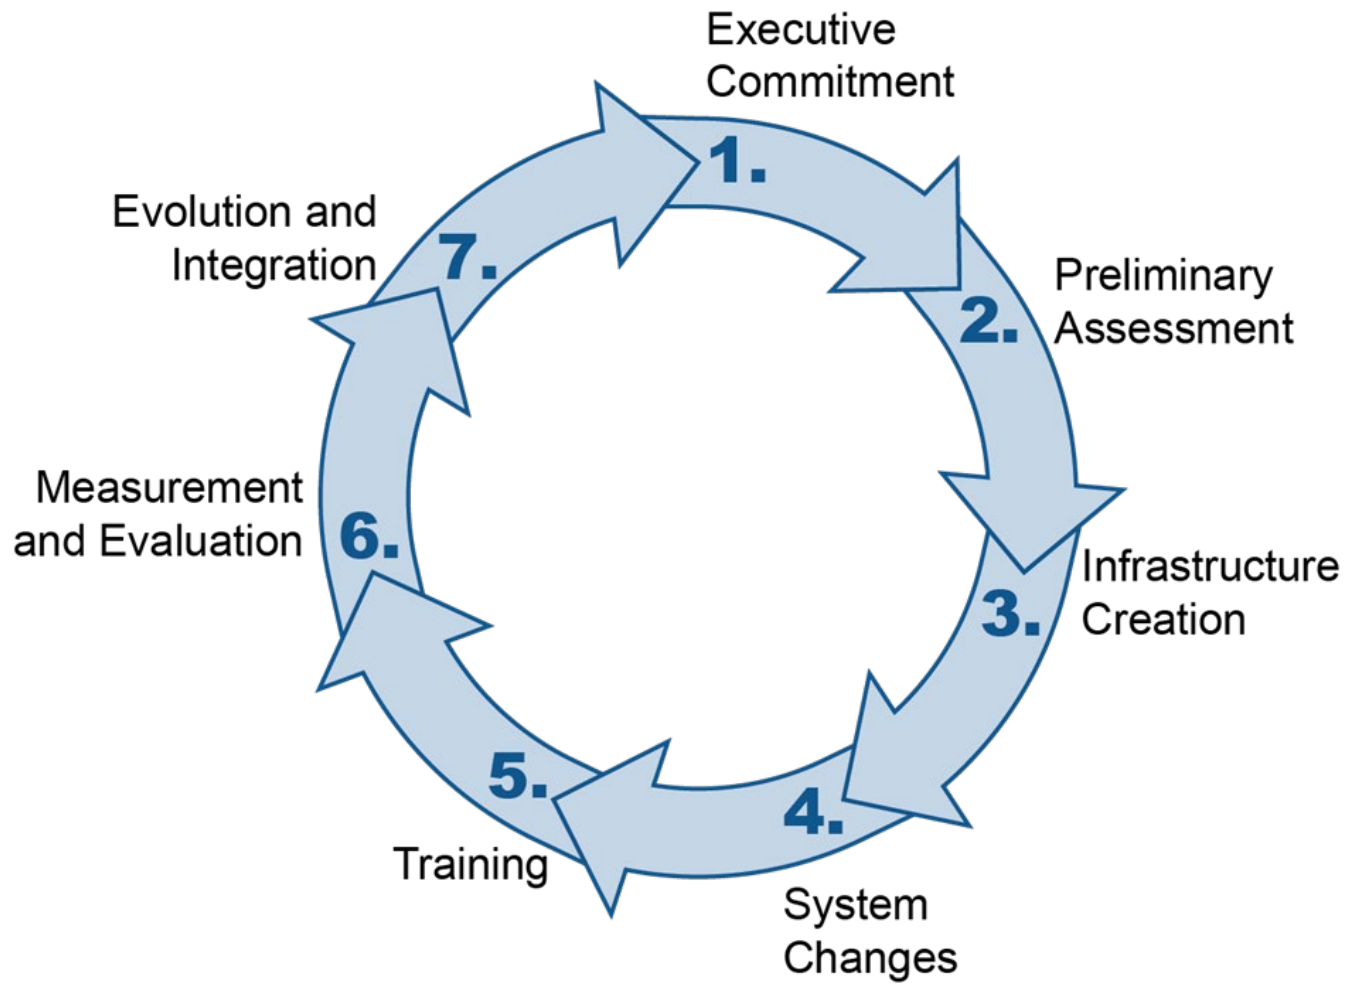 1.
Executive
Commitment
2.
Preliminary
Assessment
3.
Infrastructure
Creation
4.
System
Changes
5.
Training
6.
Measurement
and Evaluation
7.
Evolution and
Integration